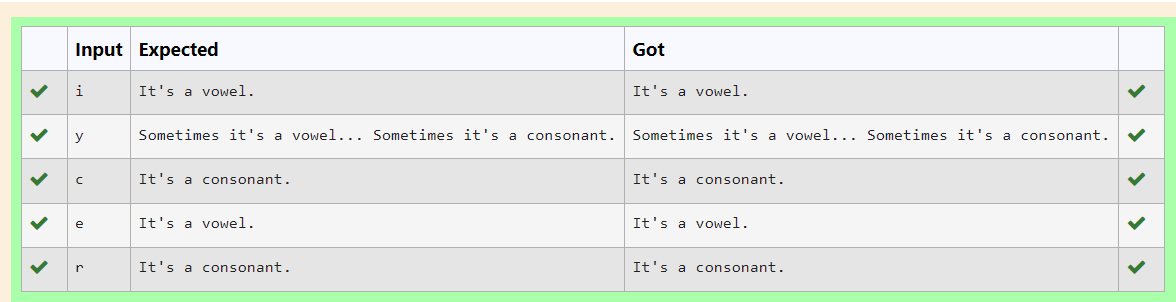 Input Expected Got
i It's a vowel. It's a vowel.
y Sometimes it's a vowel... Sometimes it's a consonant. Sometimes it's a vowel... Sometimes it's a consonant.
c It's a consonant. It's a consonant.
e It's a vowel. It's a vowel.
r It's a consonant. It's a consonant.